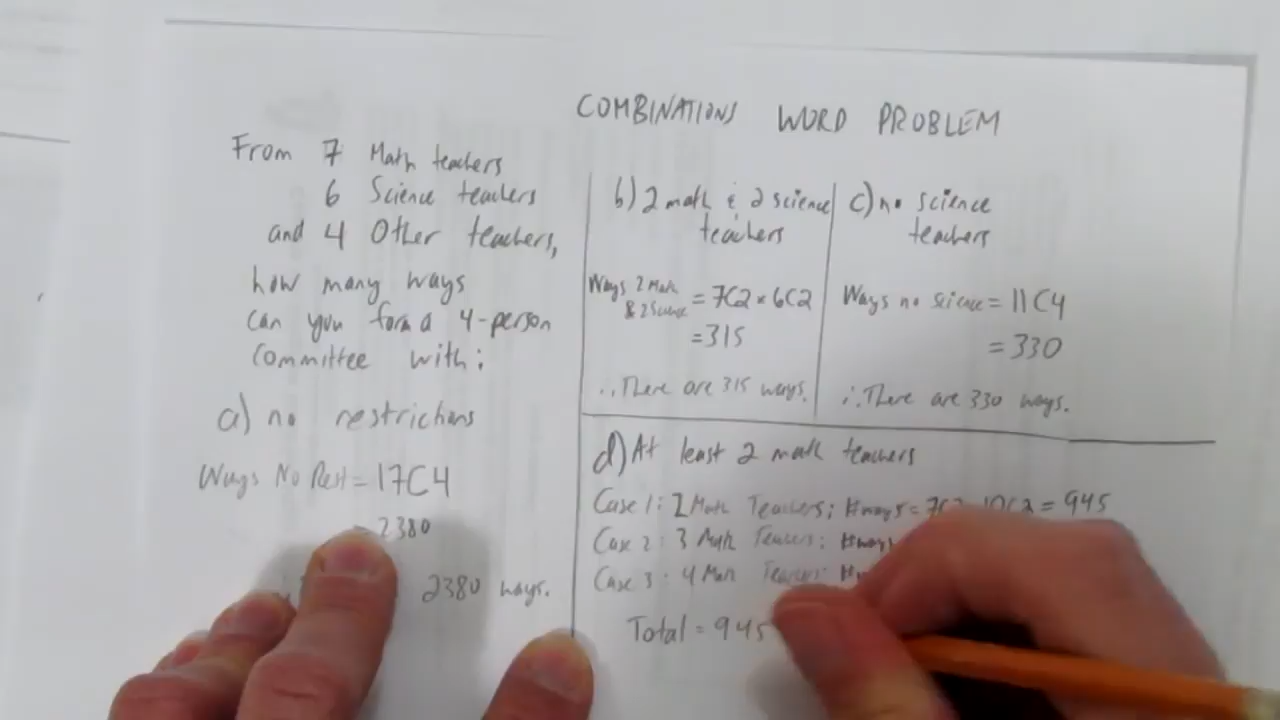 COMBINATIONS WORD PROBLEM
From 7 Math teachers
6 Science teachers
and 4 Other teachers,
how many ways
can you form a 4-person
committee with:
a) no restrictions
Ways No Rest = 17C4
= 2380
2380 ways.
b) 2 math & 2 science
teachers
Ways 2 Math
& 2 Science = 7C2 × 6C2
= 315
∴ There are 315 ways.
c) no science
teachers
Ways no science = 11C4
= 330
∴ There are 330 ways.
d) At least 2 math teachers
Case 1: 2 Math Teachers; #ways = 7C2 10C2 = 945
Case 2: 3 Math Teachers; #ways
Case 3: 4 Math Teachers:
Total = 945